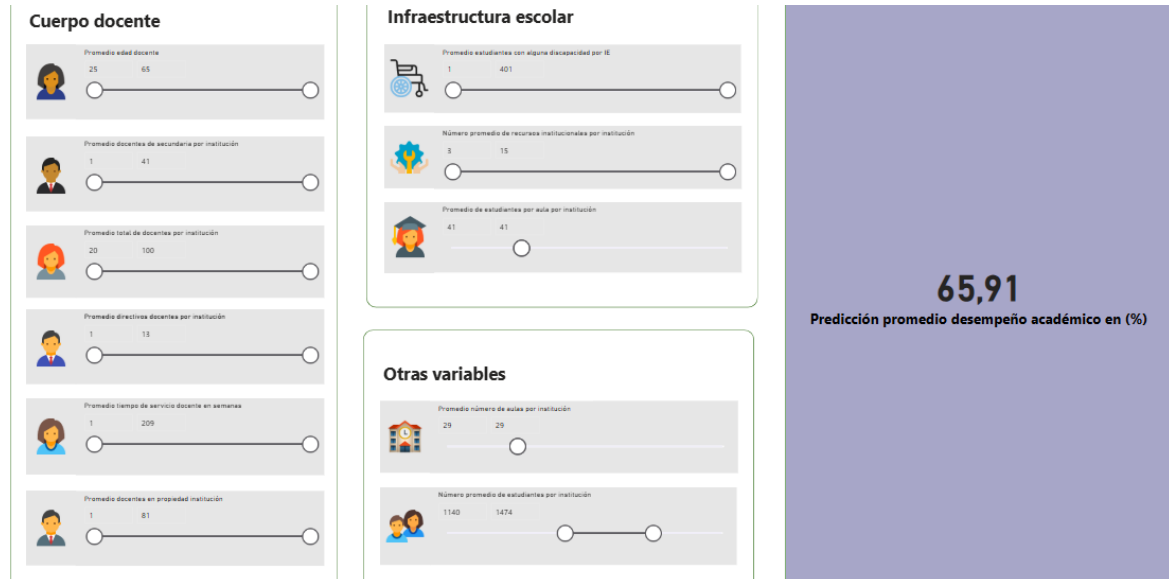 Cuerpo docente
Promedio edad docente
25 65
Promedio docentes de secundaria por institución
1 41
Promedio total de docentes por institución
20 100
Promedio directivos docentes por institución
1 13
Promedio tiempo de servicio docente en semanas
1 209
Promedio docentes en propiedad institución
1 81
Infraestructura escolar
Promedio estudiantes con alguna discapacidad por IE
1 401
Número promedio de recursos institucionales por institución
3 15
Promedio de estudiantes por aula por institución
41 41
Otras variables
Promedio número de aulas por institución
29 29
Número promedio de estudiantes por institución
1140 1474
65,91
Predicción promedio desempeño académico en (%)